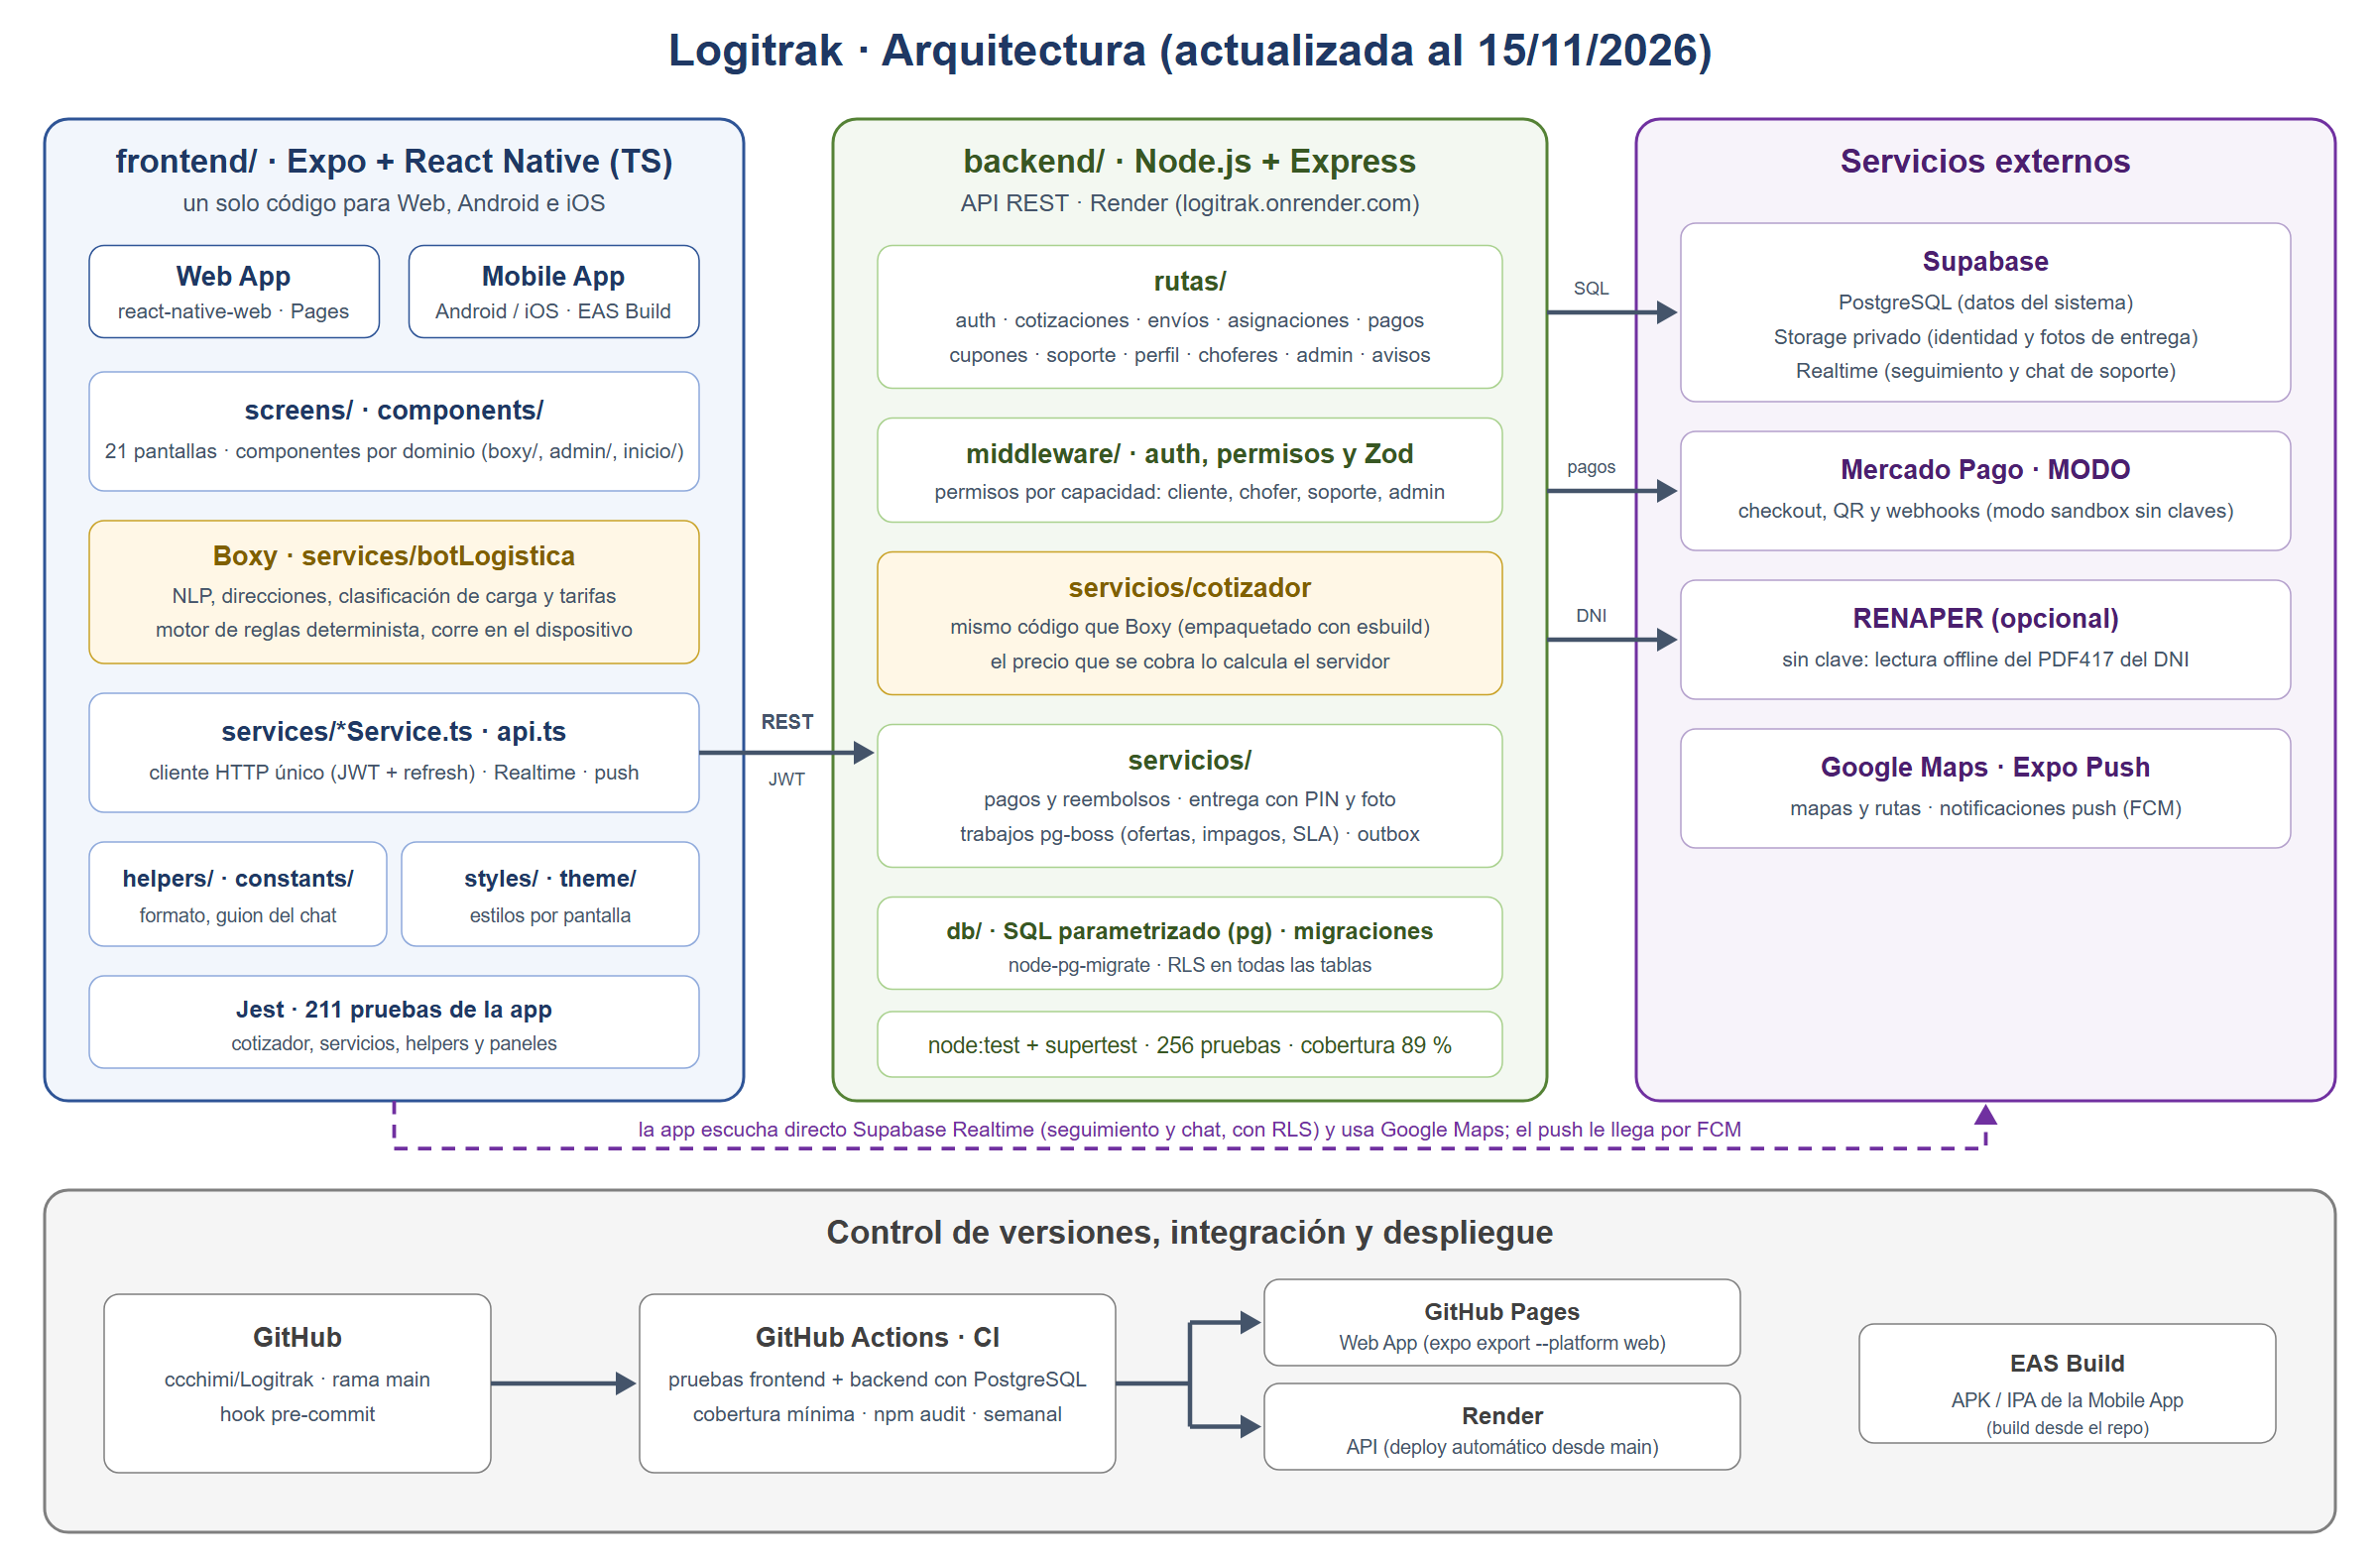 Logitrak · Arquitectura (actualizada al 15/11/2026)
frontend/ · Expo + React Native (TS)
un solo código para Web, Android e iOS
Web App
react-native-web · Pages
Mobile App
Android / iOS · EAS Build
screens/ · components/
21 pantallas · componentes por dominio (boxy/, admin/, inicio/)
Boxy · services/botLogistica
NLP, direcciones, clasificación de carga y tarifas
motor de reglas determinista, corre en el dispositivo
services/*Service.ts · api.ts
cliente HTTP único (JWT + refresh) · Realtime · push
helpers/ · constants/
formato, guion del chat
styles/ · theme/
estilos por pantalla
Jest · 211 pruebas de la app
cotizador, servicios, helpers y paneles
REST
JWT
backend/ · Node.js + Express
API REST · Render (logitrak.onrender.com)
rutas/
auth · cotizaciones · envíos · asignaciones · pagos
cupones · soporte · perfil · choferes · admin · avisos
middleware/ · auth, permisos y Zod
permisos por capacidad: cliente, chofer, soporte, admin
servicios/cotizador
mismo código que Boxy (empaquetado con esbuild)
el precio que se cobra lo calcula el servidor
servicios/
pagos y reembolsos · entrega con PIN y foto
trabajos pg-boss (ofertas, impagos, SLA) · outbox
db/ · SQL parametrizado (pg) · migraciones
node-pg-migrate · RLS en todas las tablas
node:test + supertest · 256 pruebas · cobertura 89 %
SQL
pagos
DNI
Servicios externos
Supabase
PostgreSQL (datos del sistema)
Storage privado (identidad y fotos de entrega)
Realtime (seguimiento y chat de soporte)
Mercado Pago · MODO
checkout, QR y webhooks (modo sandbox sin claves)
RENAPER (opcional)
sin clave: lectura offline del PDF417 del DNI
Google Maps · Expo Push
mapas y rutas · notificaciones push (FCM)
la app escucha directo Supabase Realtime (seguimiento y chat, con RLS) y usa Google Maps; el push le llega por FCM
Control de versiones, integración y despliegue
GitHub
ccchimi/Logitrak · rama main
hook pre-commit
GitHub Actions · CI
pruebas frontend + backend con PostgreSQL
cobertura mínima · npm audit · semanal
GitHub Pages
Web App (expo export --platform web)
Render
API (deploy automático desde main)
EAS Build
APK / IPA de la Mobile App
(build desde el repo)